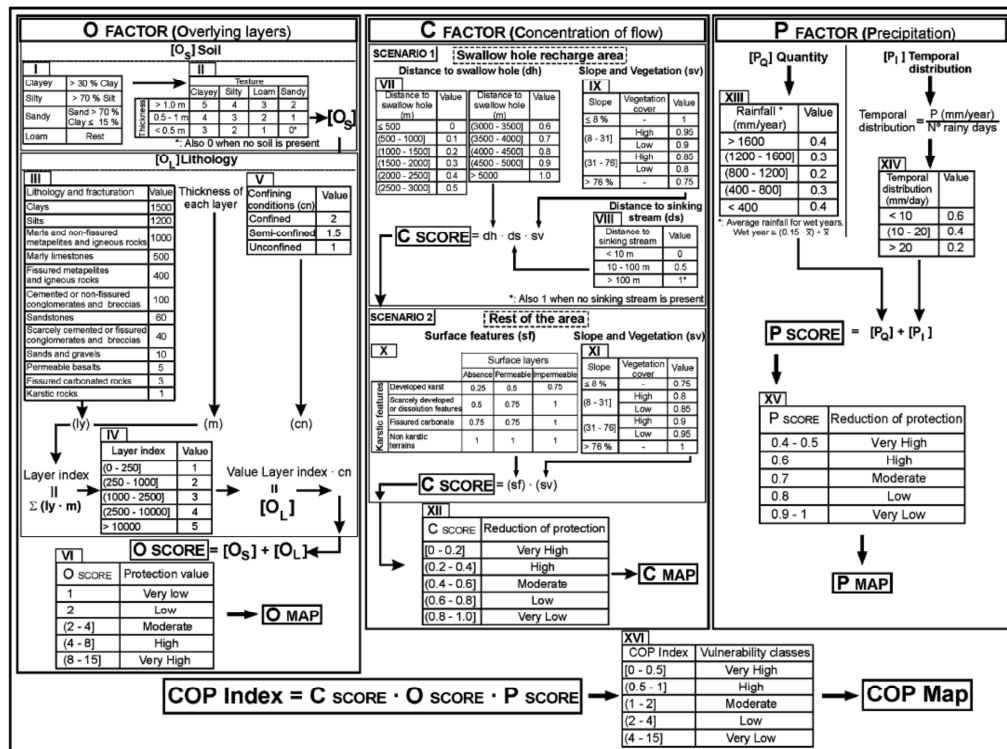 O FACTOR (Overlying layers)
[OS] Soil
I
Clayey > 30 % Clay
Silty > 70 % Silt
Sandy Sand > 70 % Clay ≤ 15 %
Loam Rest
II
Texture
Clayey Silty Loam Sandy
Thickness
> 1.0 m 5 4 3 2
0.5 - 1 m 4 3 2 1
< 0.5 m 3 2 1 0*
*: Also 0 when no soil is present
[OS]
[OL] Lithology
III
Lithology and fracturation Value
Clays 1500
Silts 1200
Marls and non-fissured metapelites and igneous rocks 1000
Marly limestones 500
Fissured metapelites and igneous rocks 400
Cemented or non-fissured conglomerates and breccias 100
Sandstones 60
Scarcely cemented or fissured conglomerates and breccias 40
Sands and gravels 10
Permeable basalts 5
Fissured carbonated rocks 3
Karstic rocks 1
Thickness of each layer
V
Confining conditions (cn) Value
Confined 2
Semi-confined 1.5
Unconfined 1
(ly)
(m)
(cn)
Layer index
=
Σ (ly · m)
IV
Layer index Value
(0 - 250] 1
(250 - 1000] 2
(1000 - 2500] 3
(2500 - 10000] 4
> 10000 5
Value Layer index · cn
=
[OL]
O SCORE = [OS] + [OL]
VI
O SCORE Protection value
1 Very low
2 Low
(2 - 4] Moderate
(4 - 8] High
(8 - 15] Very High
O MAP
C FACTOR (Concentration of flow)
SCENARIO 1
Swallow hole recharge area
Distance to swallow hole (dh)
VII
Distance to swallow hole (m) Value Distance to swallow hole (m) Value
≤ 500 0 (3000 - 3500] 0.6
(500 - 1000] 0.1 (3500 - 4000] 0.7
(1000 - 1500] 0.2 (4000 - 4500] 0.8
(1500 - 2000] 0.3 (4500 - 5000] 0.9
(2000 - 2500] 0.4 > 5000 1.0
(2500 - 3000] 0.5
Slope and Vegetation (sv)
IX
Slope Vegetation cover Value
≤ 8 % - 1
(8 - 31] High 0.95
Low 0.9
(31 - 76] High 0.85
Low 0.8
> 76 % - 0.75
C SCORE = dh · ds · sv
Distance to sinking stream (ds)
VIII
Distance to sinking stream Value
< 10 m 0
10 - 100 m 0.5
> 100 m 1*
*: Also 1 when no sinking stream is present
SCENARIO 2
Rest of the area
Surface features (sf)
X
Surface layers
Absence Permeable Impermeable
Karstic features
Developed karst 0.25 0.5 0.75
Scarcely developed or dissolution features 0.5 0.75 1
Fissured carbonate 0.75 0.75 1
Non karstic terrains 1 1 1
Slope and Vegetation (sv)
XI
Slope Vegetation cover Value
≤ 8 % - 0.75
(8 - 31] High 0.8
Low 0.85
(31 - 76] High 0.9
Low 0.95
> 76 % - 1
C SCORE = (sf) · (sv)
XII
C SCORE Reduction of protection
[0 - 0.2] Very High
(0.2 - 0.4] High
(0.4 - 0.6] Moderate
(0.6 - 0.8] Low
(0.8 - 1.0] Very Low
C MAP
P FACTOR (Precipitation)
[PQ] Quantity
XIII
Rainfall * (mm/year) Value
> 1600 0.4
(1200 - 1600] 0.3
(800 - 1200] 0.2
(400 - 800] 0.3
< 400 0.4
*: Average rainfall for wet years.
Wet year ≥ (0.15 · x̄) + x̄
[PI] Temporal distribution
Temporal distribution = P (mm/year) / Nº rainy days
XIV
Temporal distribution (mm/day) Value
< 10 0.6
(10 - 20] 0.4
> 20 0.2
P SCORE = [PQ] + [PI]
XV
P SCORE Reduction of protection
0.4 - 0.5 Very High
0.6 High
0.7 Moderate
0.8 Low
0.9 - 1 Very Low
P MAP
COP Index = C SCORE · O SCORE · P SCORE
XVI
COP Index Vulnerability classes
[0 - 0.5] Very High
(0.5 - 1] High
(1 - 2] Moderate
(2 - 4] Low
(4 - 15] Very Low
COP Map